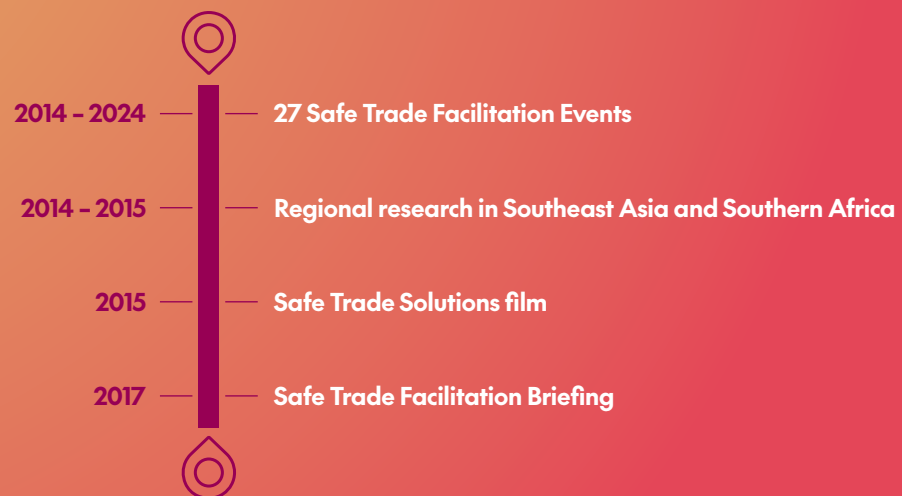 2014 – 2024 27 Safe Trade Facilitation Events
2014 – 2015 Regional research in Southeast Asia and Southern Africa
2015 Safe Trade Solutions film
2017 Safe Trade Facilitation Briefing